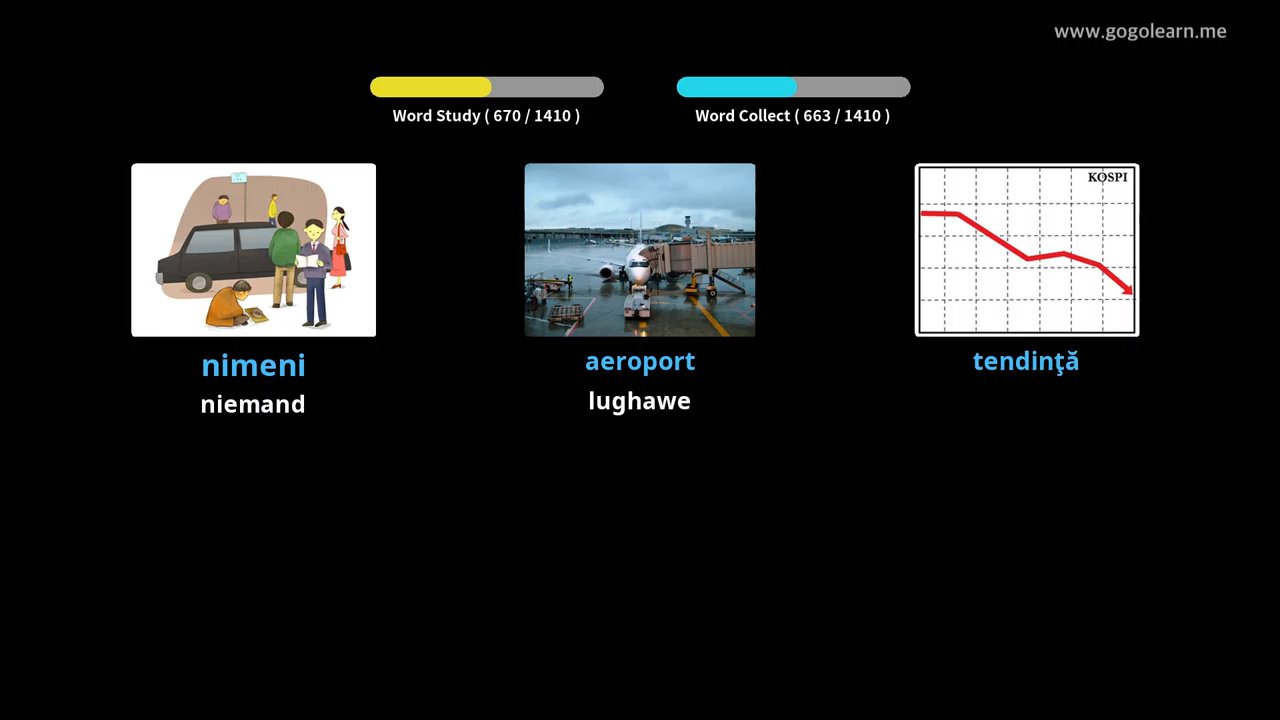 www.gogolearn.me
Word Study ( 670 / 1410 )
Word Collect ( 663 / 1410 )
KOSPI
nimeni
niemand
aeroport
lughawe
tendinţă